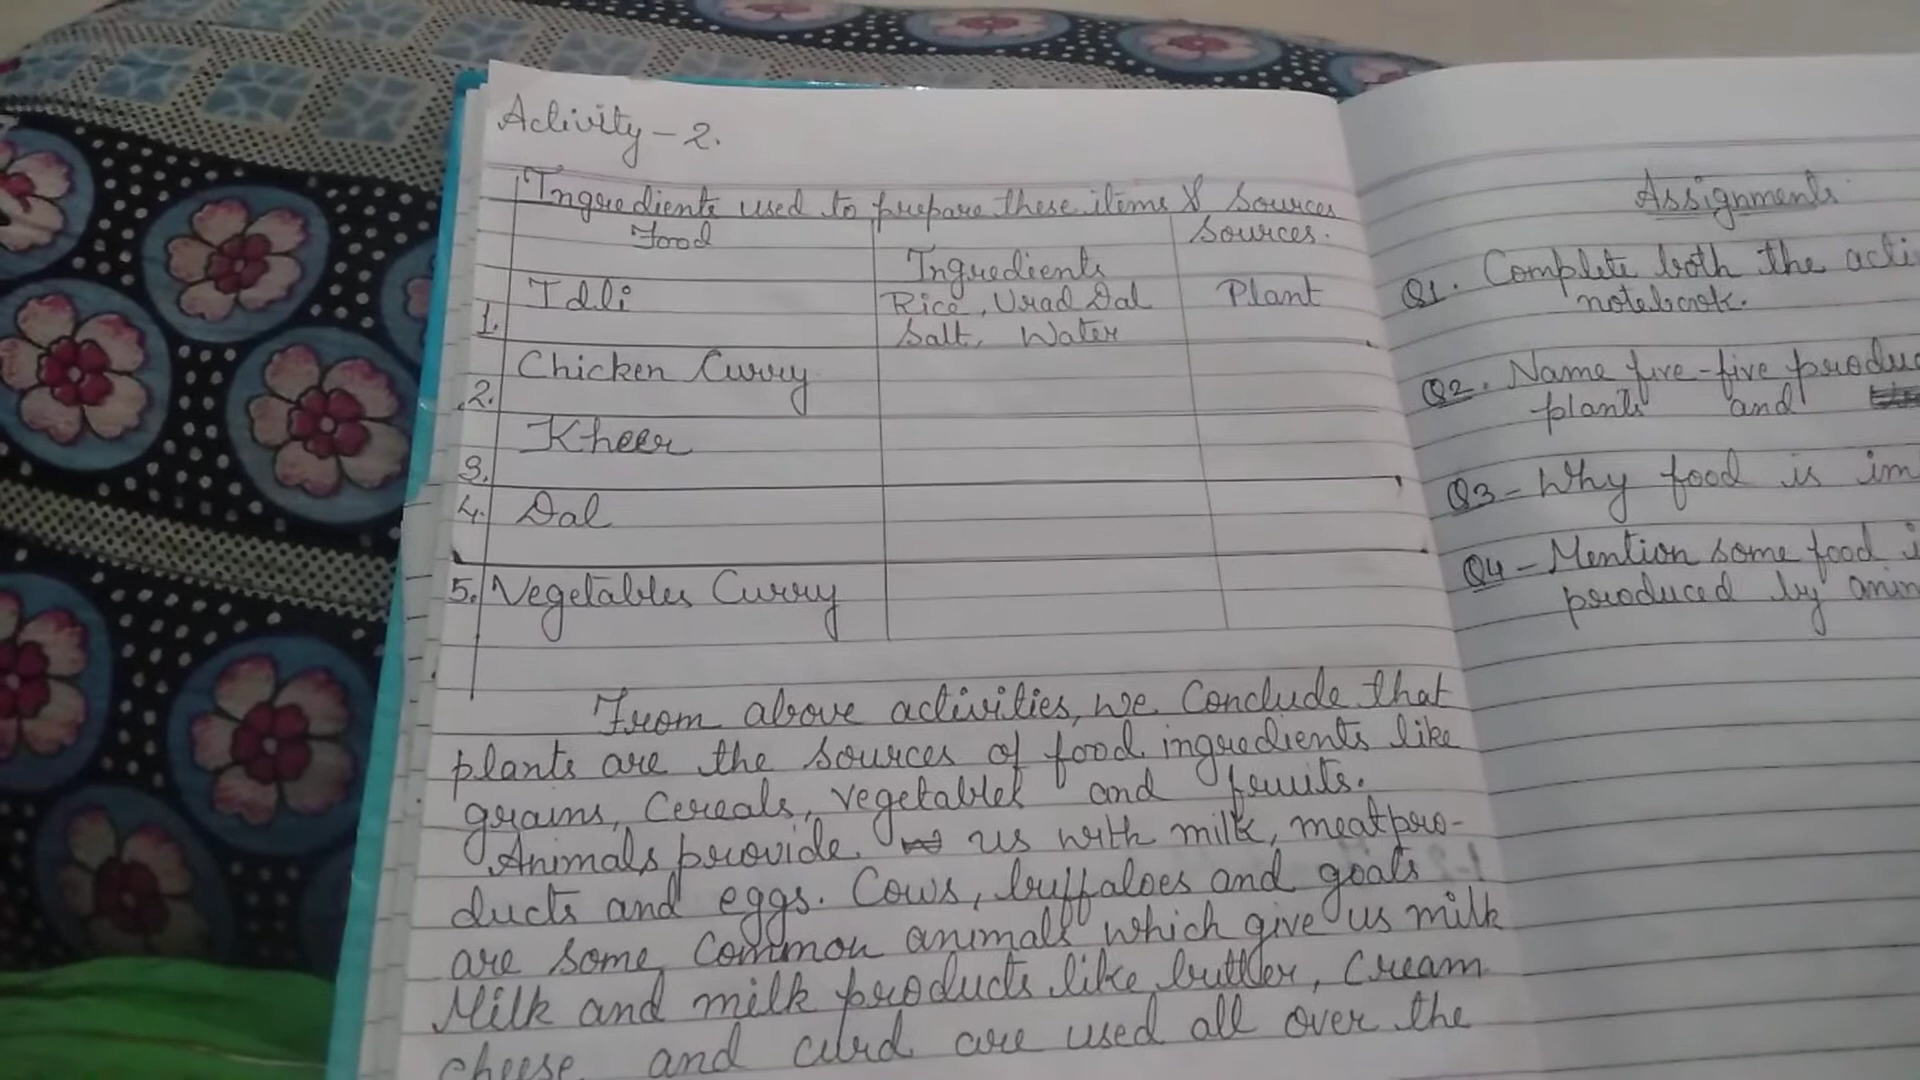 Activity - 2.
Ingredients used to prepare these items & Sources
Food Ingredients Sources.
1. Idli Rice, Urad Dal Plant
Salt, Water
2. Chicken Curry
3. Kheer
4. Dal
5. Vegetables Curry
From above activities, we conclude that
plants are the sources of food ingredients like
grains, cereals, vegetables and fruits.
Animals provide us with milk, meat pro-
ducts and eggs. Cows, buffaloes and goats
are some common animals which give us milk
Milk and milk products like butter, cream
cheese and curd are used all over the
Assignments
Q1. Complete both the acti
notebook.
Q2. Name five-five produc
plants and
Q3 - Why food is im
Q4 - Mention some food i
produced by anim